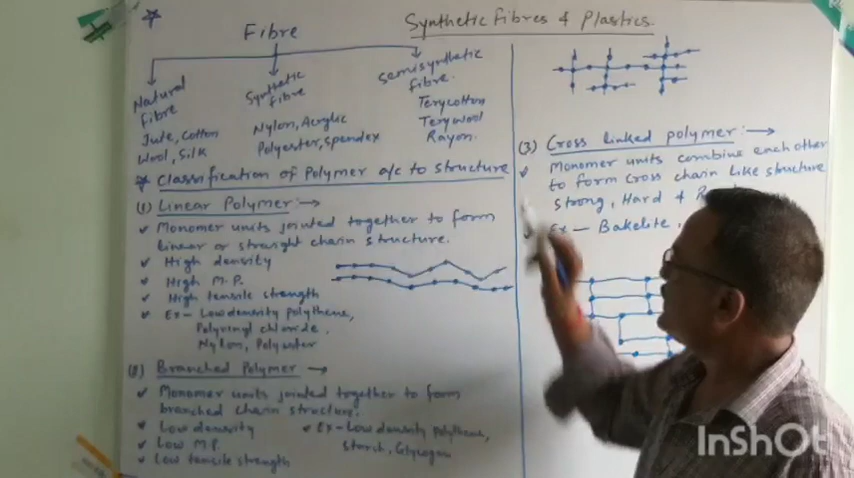 Synthetic Fibres & Plastics.
Fibre
Natural Fibre
Jute, Cotton
Wool, Silk
Synthetic Fibre
Nylon, Acrylic
Polyester, Spendex
Semisynthetic fibre.
Terycotton
Terywool
Rayon.
* Classification of Polymer a/c to structure
(1) Linear Polymer:→
✓ Monomer units jointed together to form
linear or straight chain structure.
✓ High density
✓ High M.P.
✓ High tensile strength
✓ Ex- Low density polythene,
Polyvinyl chloride,
Nylon, Polyester
(2) Branched Polymer →
✓ Monomer units jointed together to form
branched chain structure.
✓ Low density
✓ Low M.P.
✓ Low tensile strength
✓ Ex- Low density polythene,
Starch, Glycogen
(3) Cross linked polymer:→
✓ Monomer units combine each other
to form cross chain like structure
strong, Hard &
Ex- Bakelite,
InShOt